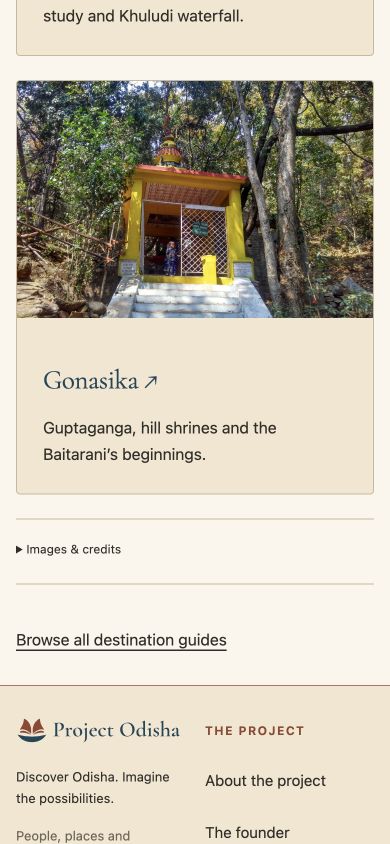 study and Khuludi waterfall.
Gonasika ↗
Guptaganga, hill shrines and the
Baitarani’s beginnings.
Images & credits
Browse all destination guides
Project Odisha
THE PROJECT
Discover Odisha. Imagine
the possibilities.
About the project
People, places and
The founder